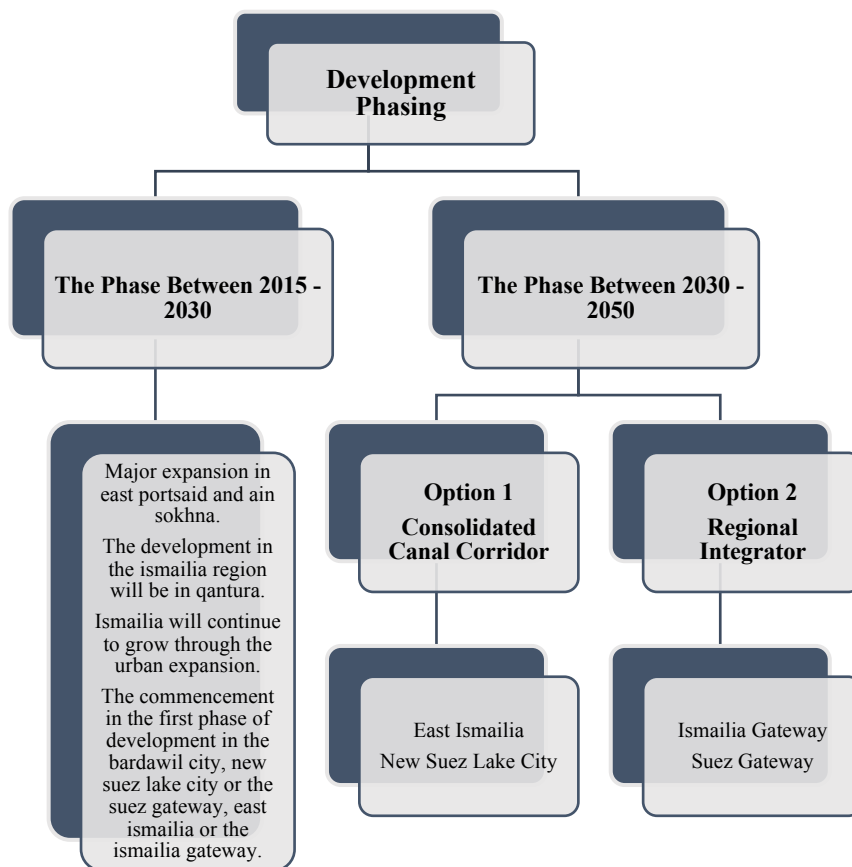 Development
Phasing
The Phase Between 2015 -
2030
The Phase Between 2030 -
2050
Major expansion in
east portsaid and ain
sokhna.
The development in
the ismailia region
will be in qantura.
Ismailia will continue
to grow through the
urban expansion.
The commencement
in the first phase of
development in the
bardawil city, new
suez lake city or the
suez gateway, east
ismailia or the
ismailia gateway.
Option 1
Consolidated
Canal Corridor
Option 2
Regional
Integrator
East Ismailia
New Suez Lake City
Ismailia Gateway
Suez Gateway